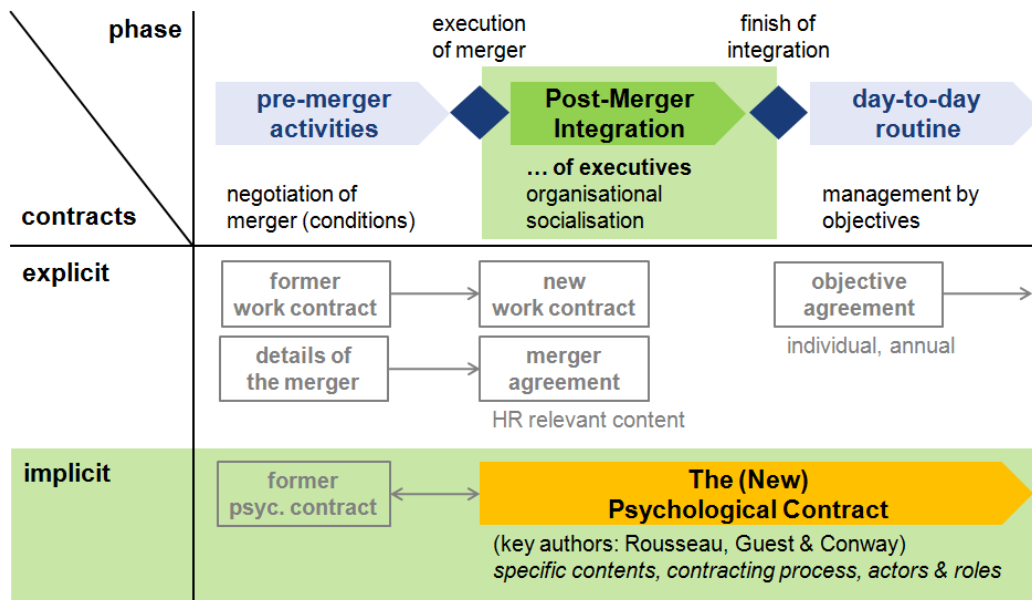 phase
execution
of merger
finish of
integration
pre-merger
activities
Post-Merger
Integration
day-to-day
routine
contracts
negotiation of
merger (conditions)
… of executives
organisational
socialisation
management by
objectives
explicit
former
work contract
new
work contract
objective
agreement
individual, annual
details of
the merger
merger
agreement
HR relevant content
implicit
former
psyc. contract
The (New)
Psychological Contract
(key authors: Rousseau, Guest & Conway)
specific contents, contracting process, actors & roles